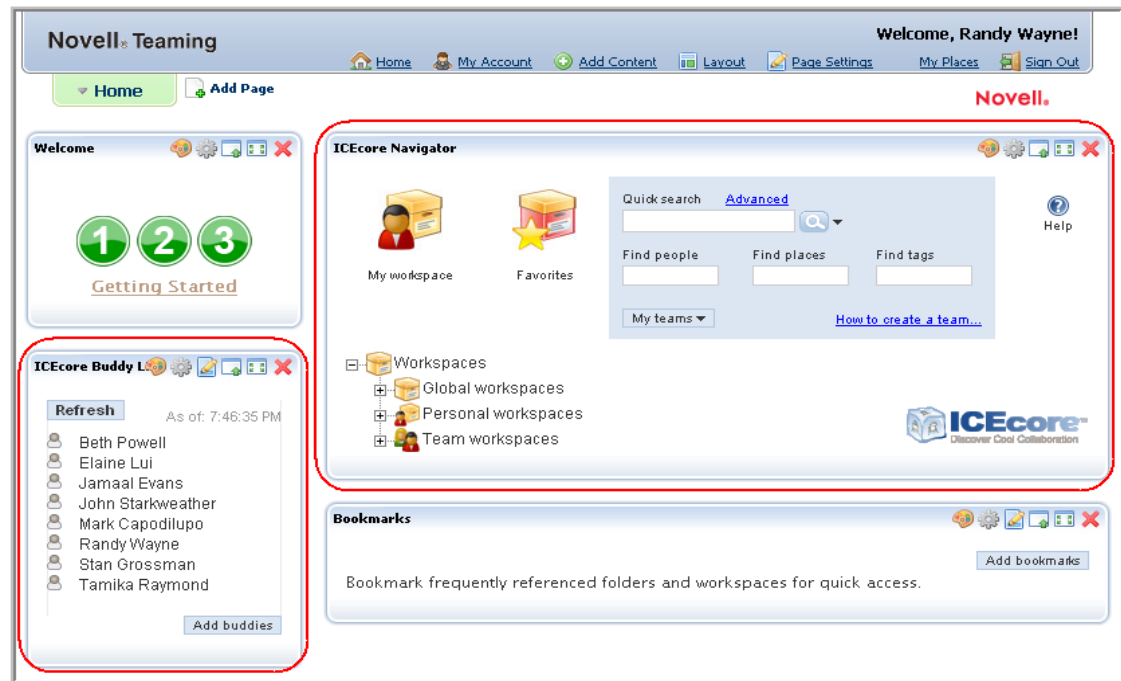 Novell® Teaming
Welcome, Randy Wayne!
Home My Account Add Content Layout Page Settings My Places Sign Out
Home Add Page
Novell.
Welcome
1 2 3
Getting Started
ICEcore Buddy L
Refresh As of: 7:46:35 PM
Beth Powell
Elaine Lui
Jamaal Evans
John Starkweather
Mark Capodilupo
Randy Wayne
Stan Grossman
Tamika Raymond
Add buddies
ICEcore Navigator
My workspace
Favorites
Quick search Advanced
Find people Find places Find tags
My teams How to create a team...
Help
Workspaces
Global workspaces
Personal workspaces
Team workspaces
ICEcore
Discover Cool Collaboration
Bookmarks
Add bookmarks
Bookmark frequently referenced folders and workspaces for quick access.